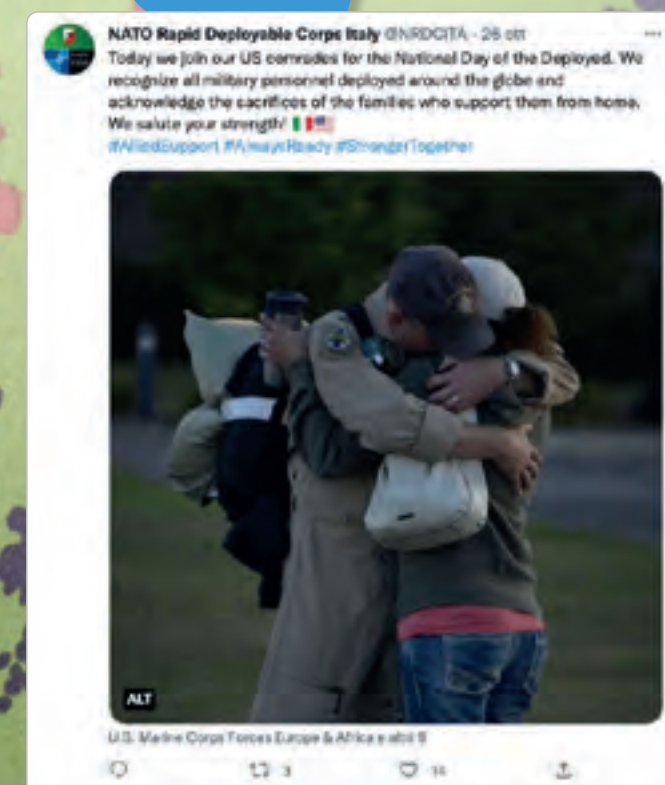 NATO Rapid Deployable Corps Italy @NRDCITA · 26 ott
Today we join our US comrades for the National Day of the Deployed. We
recognize all military personnel deployed around the globe and
acknowledge the sacrifices of the families who support them from home.
We salute your strength!
#AlliedSupport #AlwaysReady #StrongerTogether
ALT
U.S. Marine Corps Forces Europe & Africa e altri 9
3 14